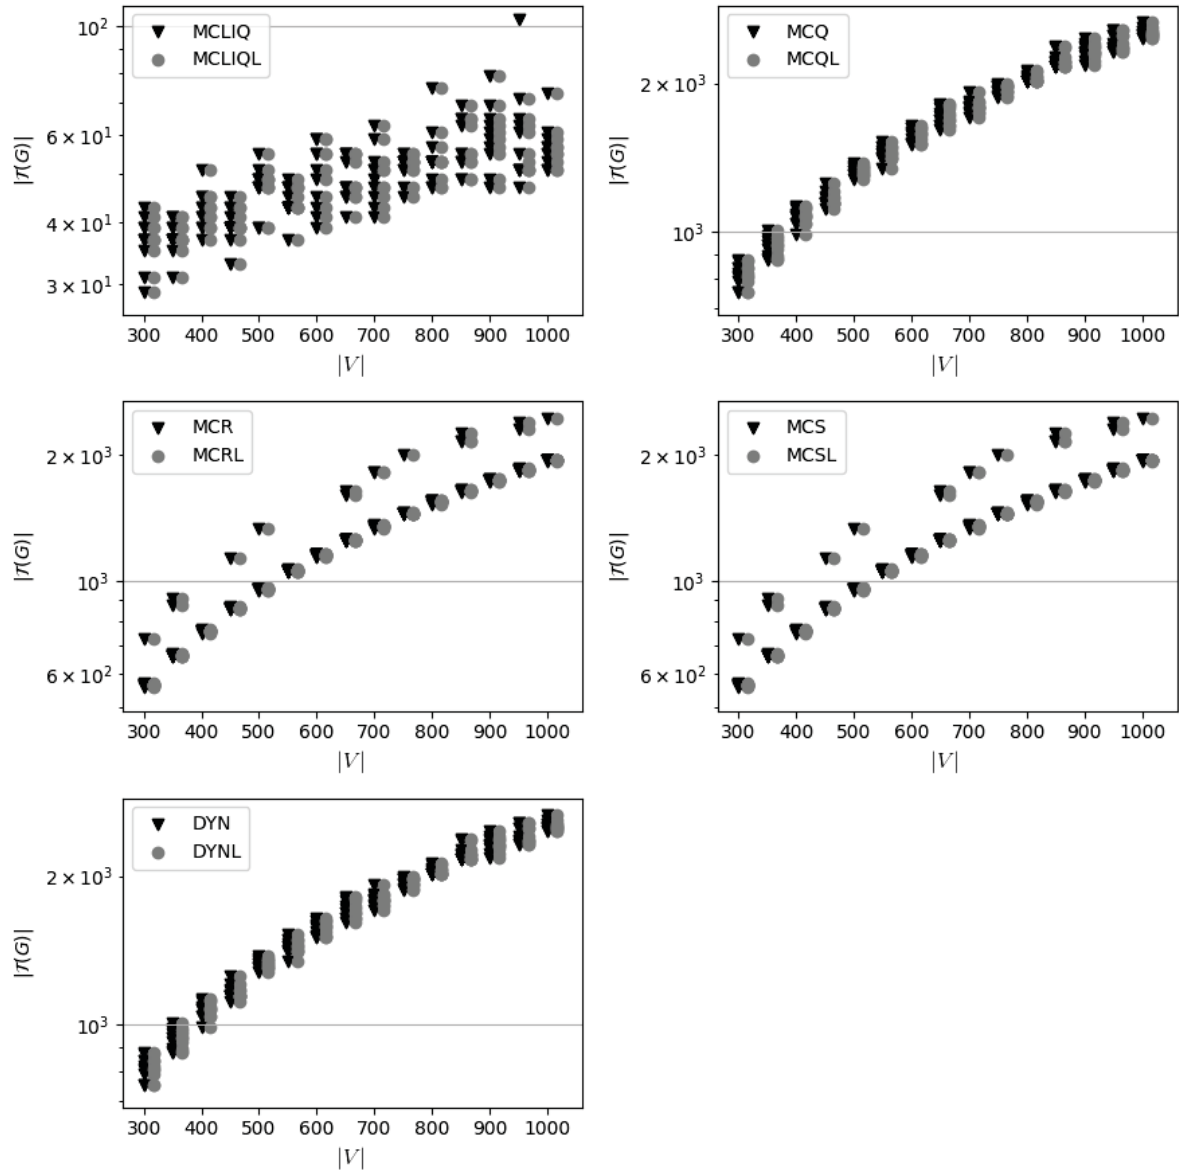 MCLIQ
MCLIQL
10²
6 × 10¹
4 × 10¹
3 × 10¹
|𝒯(G)|
300 400 500 600 700 800 900 1000
|V|
MCQ
MCQL
2 × 10³
10³
|𝒯(G)|
300 400 500 600 700 800 900 1000
|V|
MCR
MCRL
2 × 10³
10³
6 × 10²
|𝒯(G)|
300 400 500 600 700 800 900 1000
|V|
MCS
MCSL
2 × 10³
10³
6 × 10²
|𝒯(G)|
300 400 500 600 700 800 900 1000
|V|
DYN
DYNL
2 × 10³
10³
|𝒯(G)|
300 400 500 600 700 800 900 1000
|V|